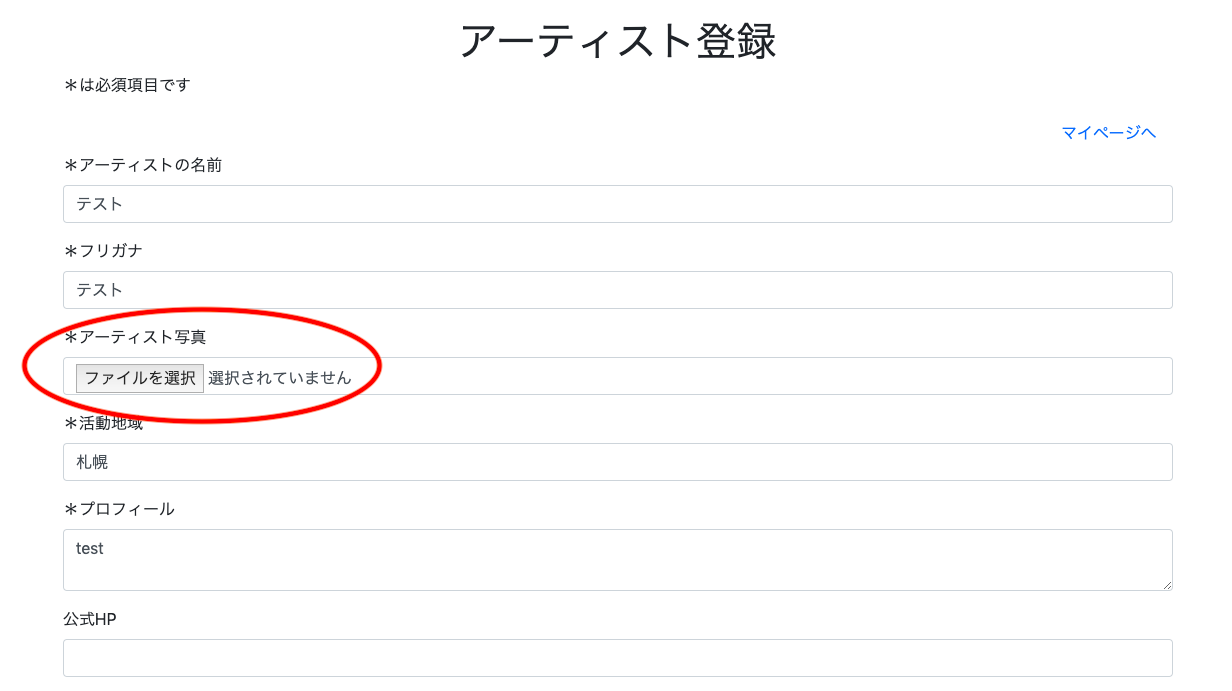 アーティスト登録
＊は必須項目です
マイページへ
＊アーティストの名前
テスト
＊フリガナ
テスト
＊アーティスト写真
ファイルを選択 選択されていません
＊活動地域
札幌
＊プロフィール
test
公式HP